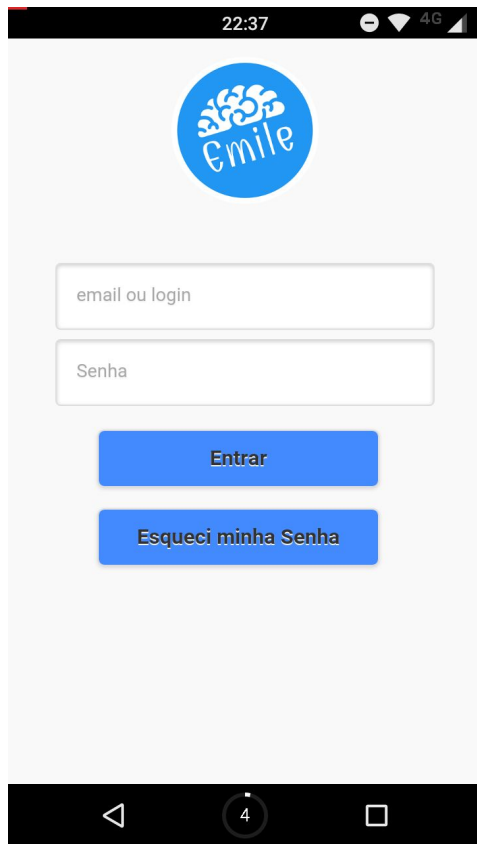 22:37
4G
Emile
email ou login
Senha
Entrar
Esqueci minha Senha
4